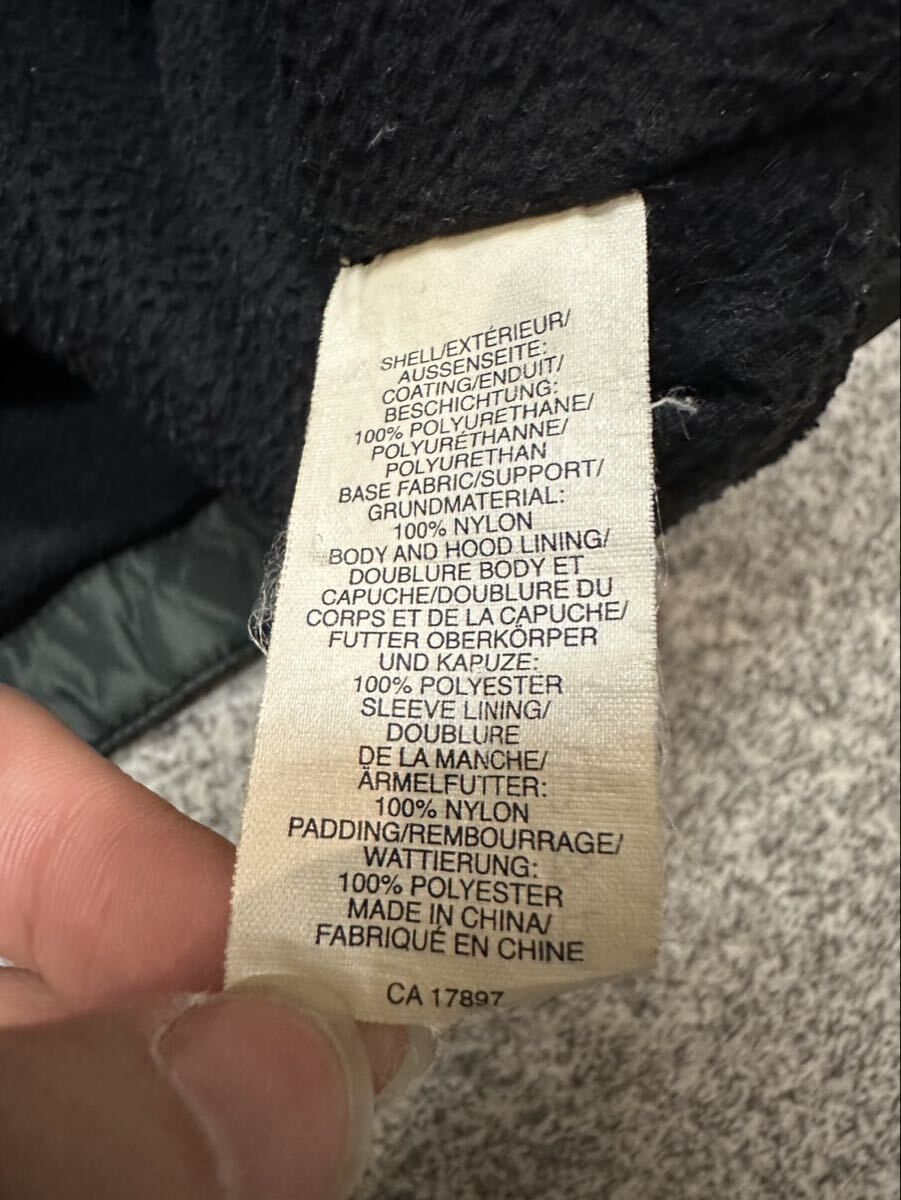 SHELL/EXTÉRIEUR/
AUSSENSEITE:
COATING/ENDUIT/
BESCHICHTUNG:
100% POLYURETHANE/
POLYURÉTHANNE/
POLYURETHAN
BASE FABRIC/SUPPORT/
GRUNDMATERIAL:
100% NYLON
BODY AND HOOD LINING/
DOUBLURE BODY ET
CAPUCHE/DOUBLURE DU
CORPS ET DE LA CAPUCHE/
FUTTER OBERKÖRPER
UND KAPUZE:
100% POLYESTER
SLEEVE LINING/
DOUBLURE
DE LA MANCHE/
ÄRMELFUTTER:
100% NYLON
PADDING/REMBOURRAGE/
WATTIERUNG:
100% POLYESTER
MADE IN CHINA/
FABRIQUÉ EN CHINE
CA 17897